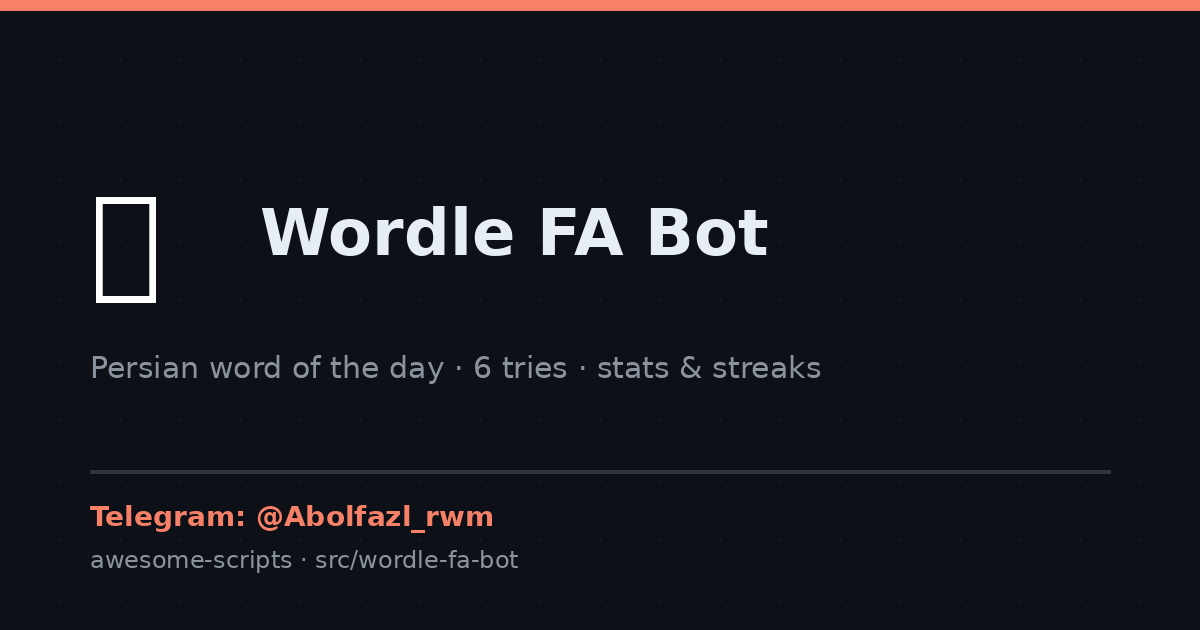 Wordle FA Bot
Persian word of the day · 6 tries · stats & streaks
Telegram: @Abolfazl_rwm
awesome-scripts · src/wordle-fa-bot